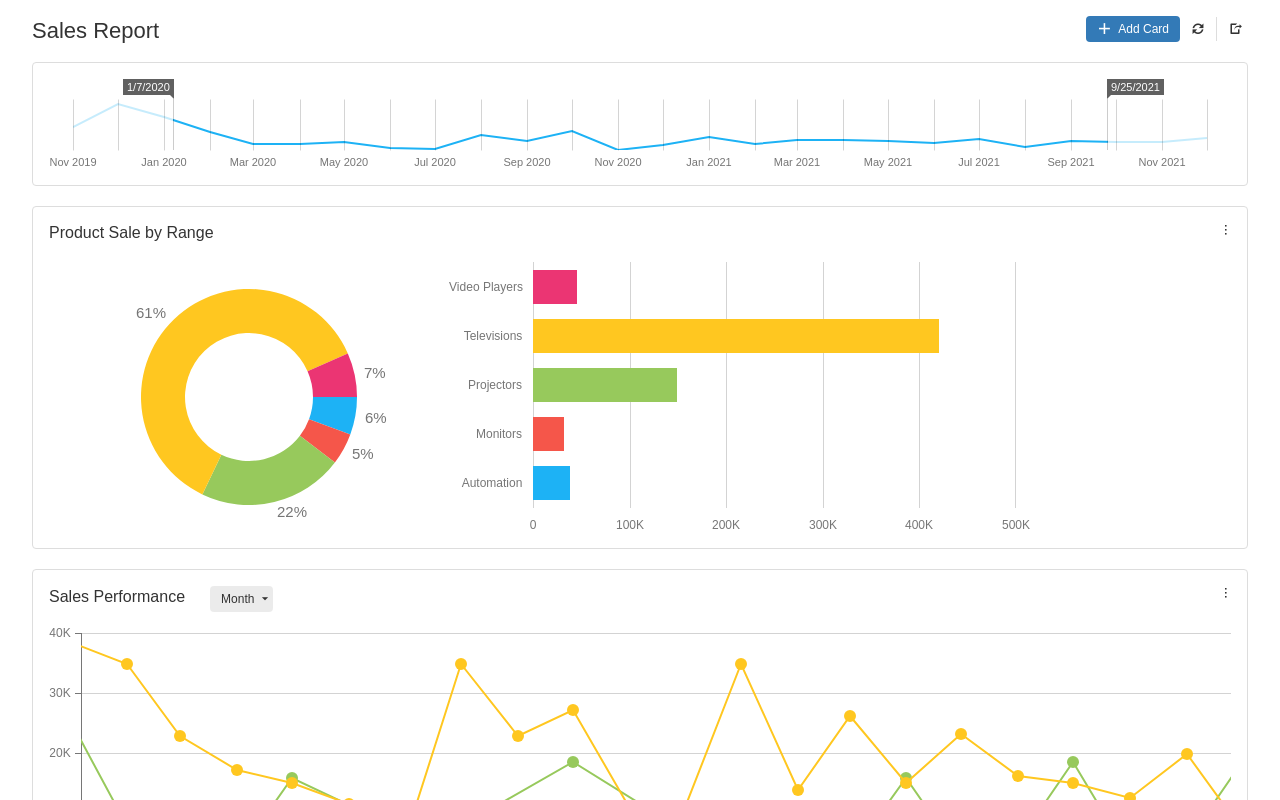 Sales Report
Add Card
1/7/2020
9/25/2021
Nov 2019 Jan 2020 Mar 2020 May 2020 Jul 2020 Sep 2020 Nov 2020 Jan 2021 Mar 2021 May 2021 Jul 2021 Sep 2021 Nov 2021
Product Sale by Range
61%
7%
6%
5%
22%
Video Players
Televisions
Projectors
Monitors
Automation
0 100K 200K 300K 400K 500K
Sales Performance Month
40K
30K
20K